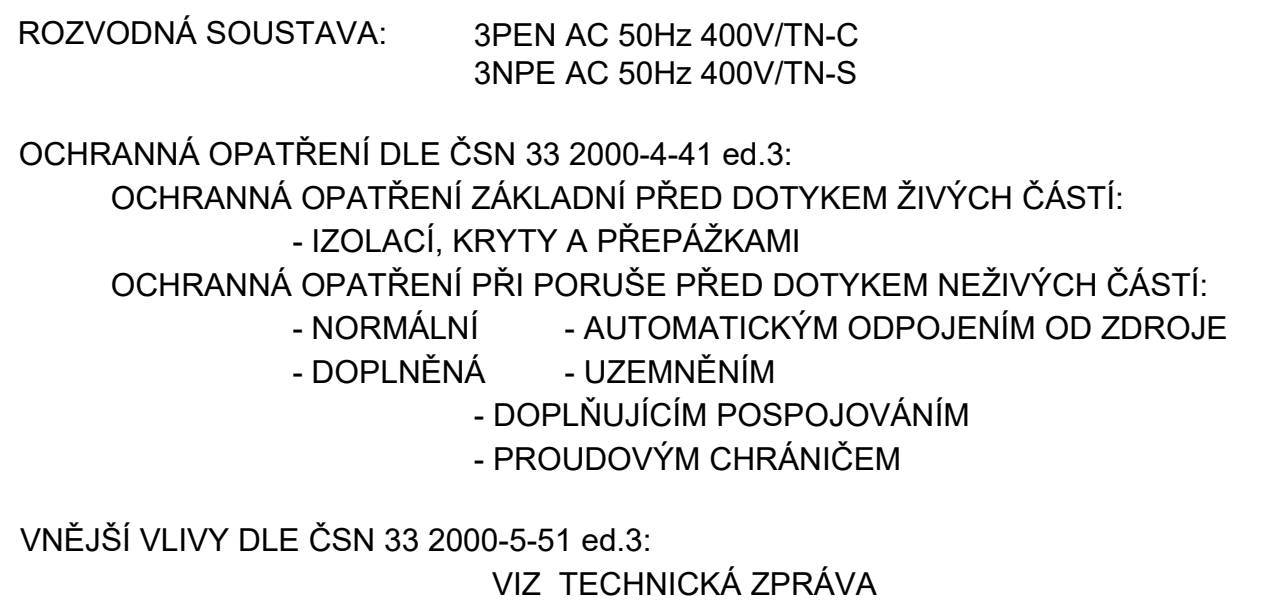 ROZVODNÁ SOUSTAVA: 3PEN AC 50Hz 400V/TN-C
3NPE AC 50Hz 400V/TN-S
OCHRANNÁ OPATŘENÍ DLE ČSN 33 2000-4-41 ed.3:
OCHRANNÁ OPATŘENÍ ZÁKLADNÍ PŘED DOTYKEM ŽIVÝCH ČÁSTÍ:
- IZOLACÍ, KRYTY A PŘEPÁŽKAMI
OCHRANNÁ OPATŘENÍ PŘI PORUŠE PŘED DOTYKEM NEŽIVÝCH ČÁSTÍ:
- NORMÁLNÍ - AUTOMATICKÝM ODPOJENÍM OD ZDROJE
- DOPLNĚNÁ - UZEMNĚNÍM
- DOPLŇUJÍCÍM POSPOJOVÁNÍM
- PROUDOVÝM CHRÁNIČEM
VNĚJŠÍ VLIVY DLE ČSN 33 2000-5-51 ed.3:
VIZ TECHNICKÁ ZPRÁVA